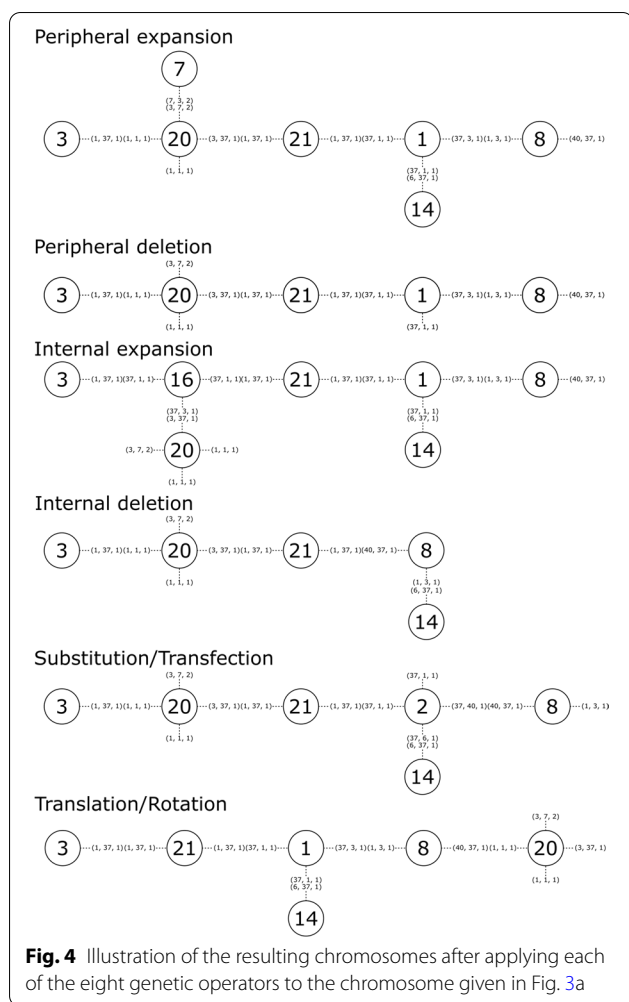 Peripheral expansion
7
(7, 3, 2)
(3, 7, 2)
3 (1, 37, 1)(1, 1, 1) 20 (3, 37, 1)(1, 37, 1) 21 (1, 37, 1)(37, 1, 1) 1 (37, 3, 1)(1, 3, 1) 8 (40, 37, 1)
(1, 1, 1) (37, 1, 1)
(6, 37, 1)
14
Peripheral deletion
(3, 7, 2)
3 (1, 37, 1)(1, 1, 1) 20 (3, 37, 1)(1, 37, 1) 21 (1, 37, 1)(37, 1, 1) 1 (37, 3, 1)(1, 3, 1) 8 (40, 37, 1)
(1, 1, 1) (37, 1, 1)
Internal expansion
3 (1, 37, 1)(37, 1, 1) 16 (37, 1, 1)(1, 37, 1) 21 (1, 37, 1)(37, 1, 1) 1 (37, 3, 1)(1, 3, 1) 8 (40, 37, 1)
(37, 3, 1) (37, 1, 1)
(3, 37, 1) (6, 37, 1)
(3, 7, 2) 20 (1, 1, 1) 14
(1, 1, 1)
Internal deletion
(3, 7, 2)
3 (1, 37, 1)(1, 1, 1) 20 (3, 37, 1)(1, 37, 1) 21 (1, 37, 1)(40, 37, 1) 8
(1, 1, 1) (1, 3, 1)
(6, 37, 1)
14
Substitution/Transfection
(3, 7, 2) (37, 1, 1)
3 (1, 37, 1)(1, 1, 1) 20 (3, 37, 1)(1, 37, 1) 21 (1, 37, 1)(37, 1, 1) 2 (37, 40, 1)(40, 37, 1) 8 (1, 3, 1)
(1, 1, 1) (37, 6, 1)
(6, 37, 1)
14
Translation/Rotation
(3, 7, 2)
3 (1, 37, 1)(1, 37, 1) 21 (1, 37, 1)(37, 1, 1) 1 (37, 3, 1)(1, 3, 1) 8 (40, 37, 1)(1, 1, 1) 20 (3, 37, 1)
(37, 1, 1) (1, 1, 1)
(6, 37, 1)
14
Fig. 4 Illustration of the resulting chromosomes after applying each
of the eight genetic operators to the chromosome given in Fig. 3a